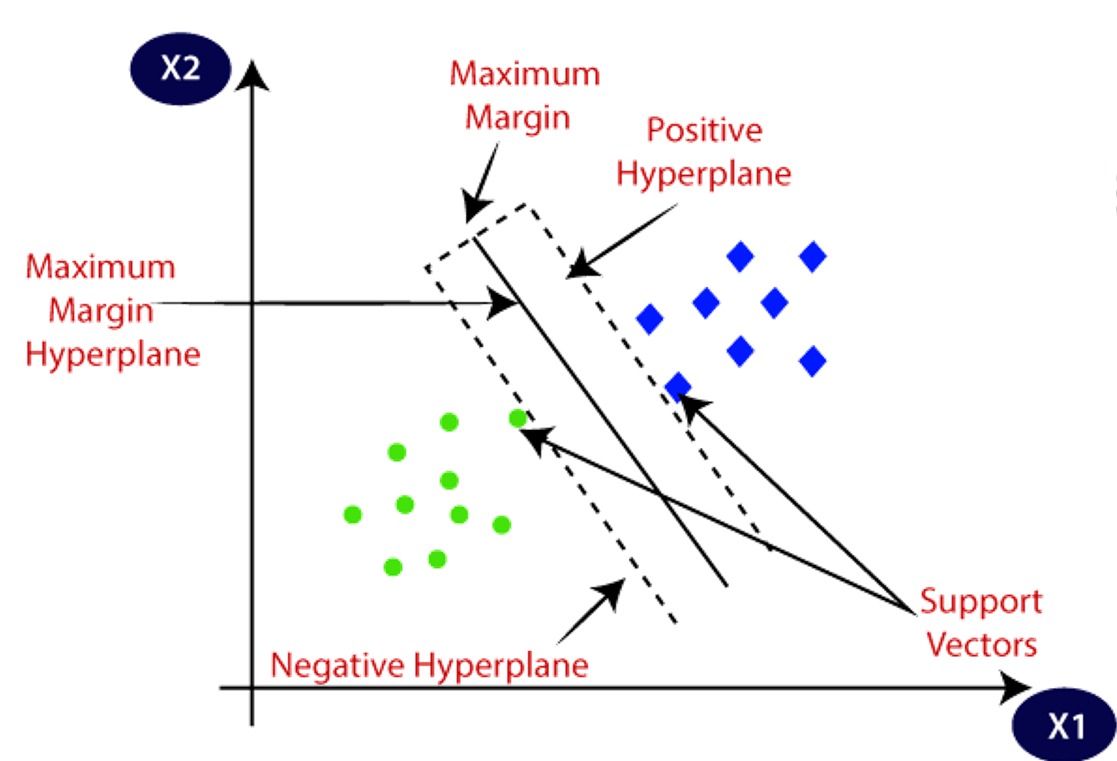 X2
Maximum
Margin
Positive
Hyperplane
Maximum
Margin
Hyperplane
Support
Vectors
Negative Hyperplane
X1